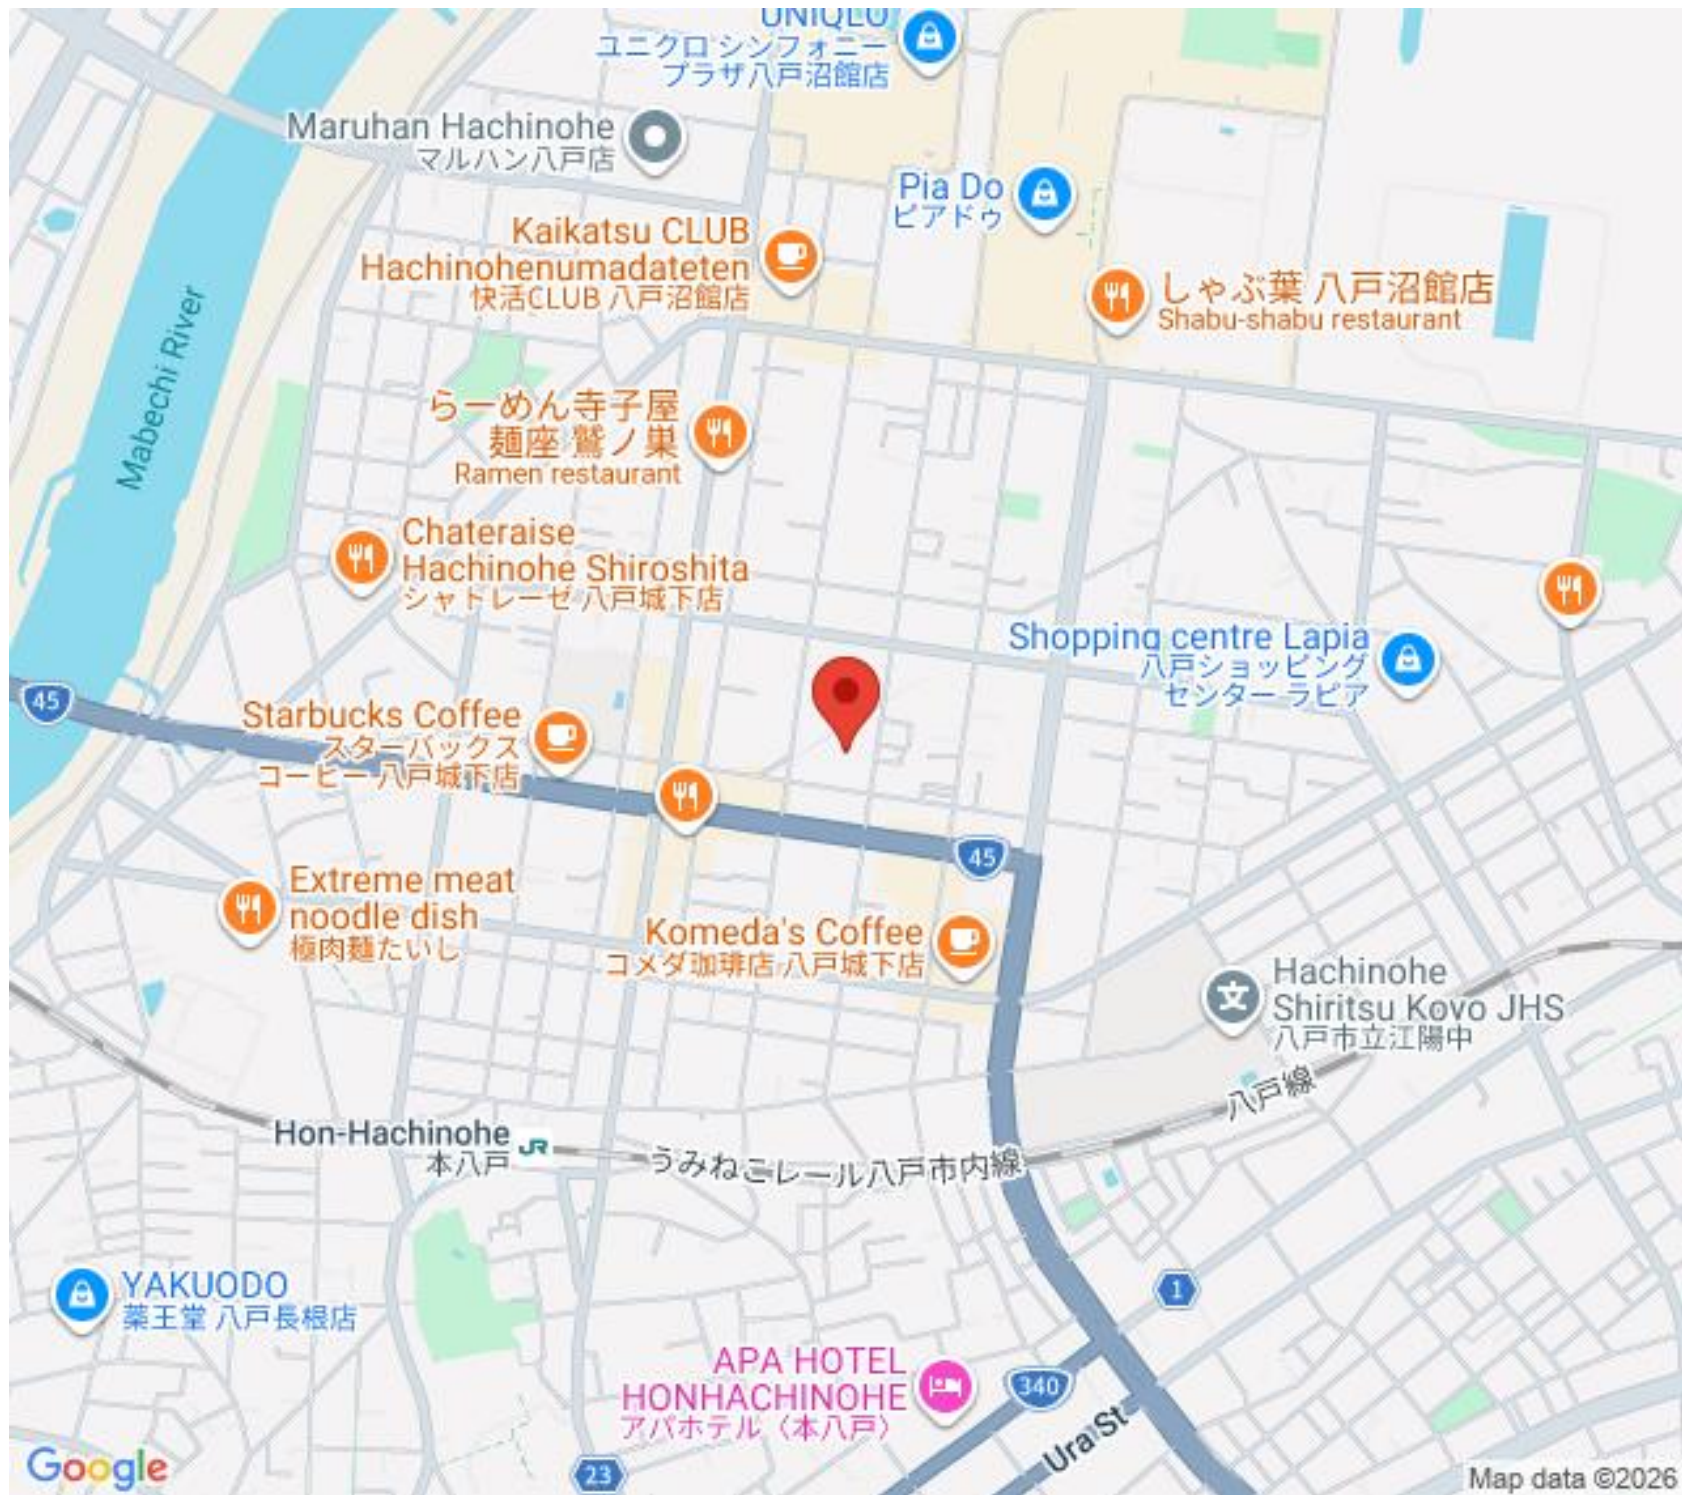 UNIQLO
ユニクロ シンフォニー
プラザ八戸沼館店
Maruhan Hachinohe
マルハン八戸店
Pia Do
ピアドゥ
Kaikatsu CLUB
Hachinohenumadateten
快活CLUB 八戸沼館店
しゃぶ葉 八戸沼館店
Shabu-shabu restaurant
Mabechi River
らーめん寺子屋
麺座 鷲ノ巣
Ramen restaurant
Chateraise
Hachinohe Shiroshita
シャトレーゼ 八戸城下店
Shopping centre Lapia
八戸ショッピング
センター ラピア
45
Starbucks Coffee
スターバックス
コーヒー 八戸城下店
45
Extreme meat
noodle dish
極肉麺たいし
Komeda's Coffee
コメダ珈琲店 八戸城下店
Hachinohe
Shiritsu Koyo JHS
八戸市立江陽中
八戸線
Hon-Hachinohe
本八戸
JR
うみねこレール八戸市内線
YAKUODO
薬王堂 八戸長根店
1
APA HOTEL
HONHACHINOHE
アパホテル〈本八戸〉
340
Ura St
23
Google
Map data ©2026